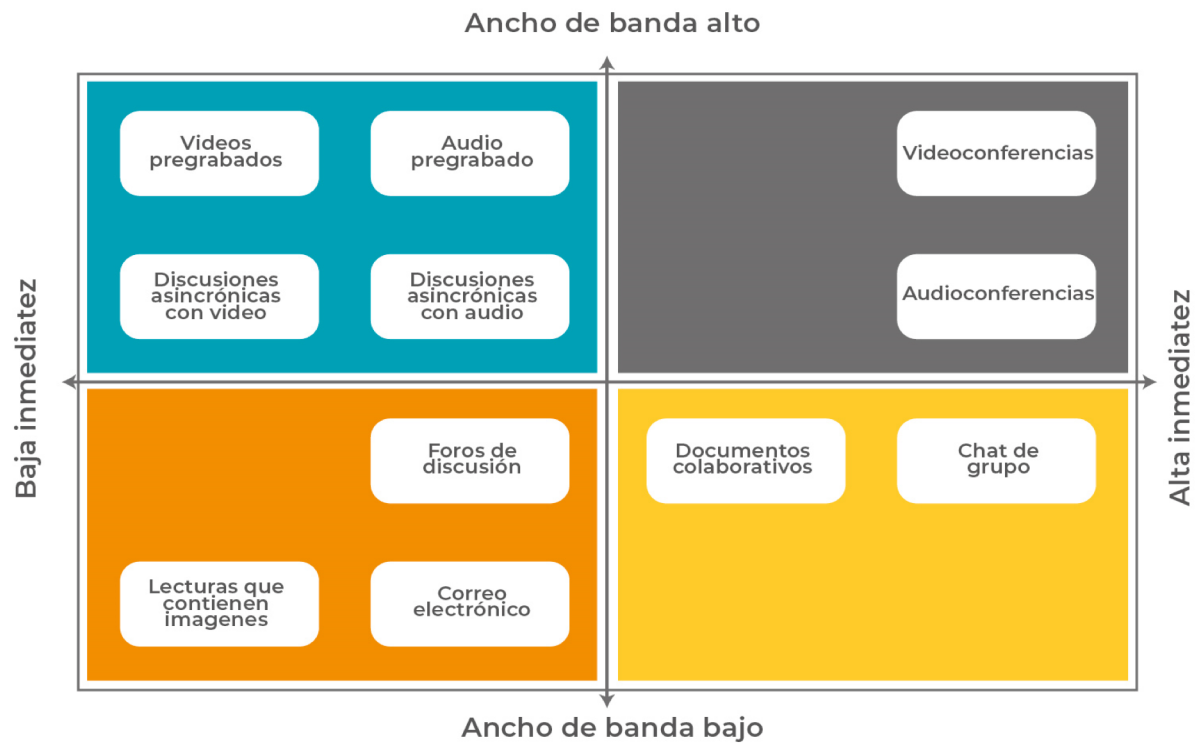 Ancho de banda alto
Videos
pregrabados
Audio
pregrabado
Videoconferencias
Discusiones
asincrónicas
con video
Discusiones
asincrónicas
con audio
Audioconferencias
Baja inmediatez
Alta inmediatez
Foros de
discusión
Documentos
colaborativos
Chat de
grupo
Lecturas que
contienen
imagenes
Correo
electrónico
Ancho de banda bajo